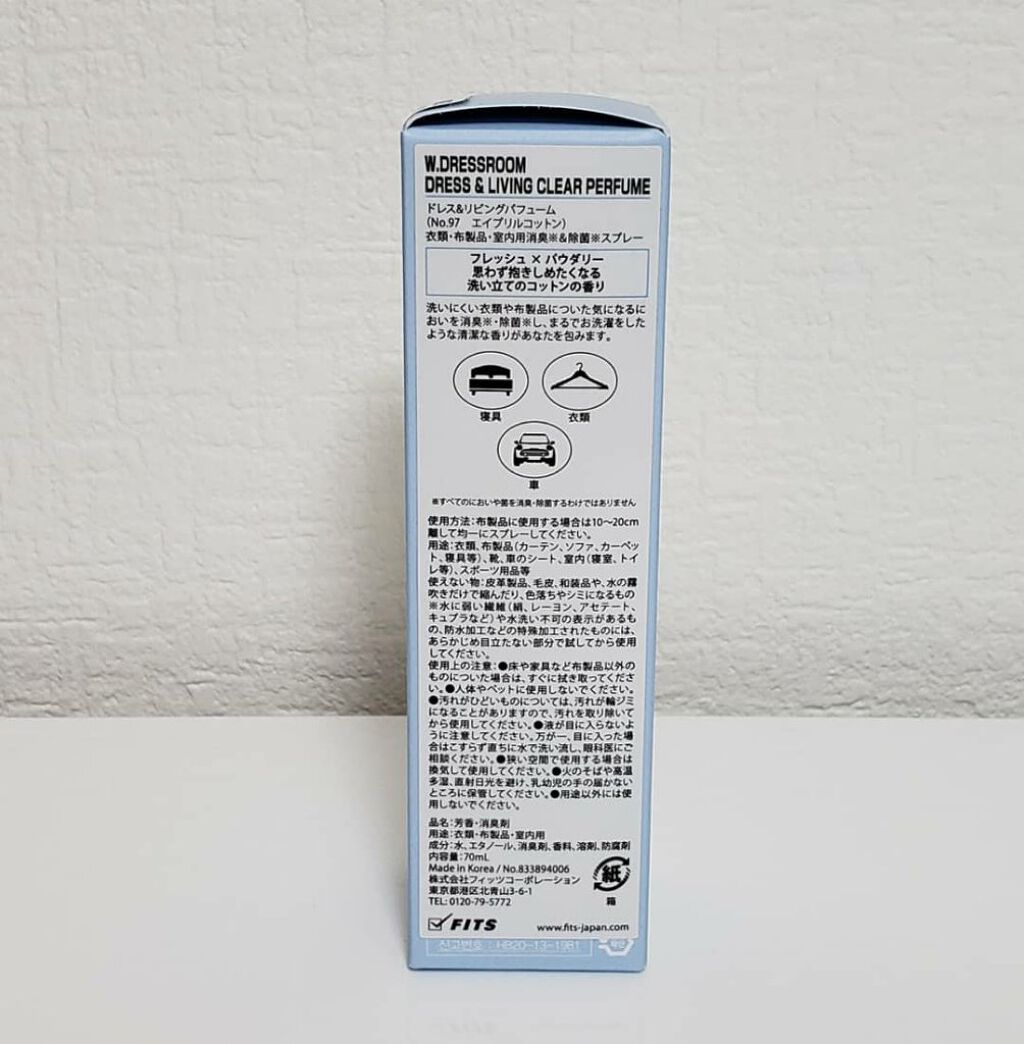 W.DRESSROOM
DRESS & LIVING CLEAR PERFUME
ドレス&リビングパフューム
(No.97 エイプリルコットン)
衣類・布製品・室内用消臭※&除菌※スプレー
フレッシュ × パウダリー
思わず抱きしめたくなる
洗い立てのコットンの香り
洗いにくい衣類や布製品についた気になるに
おいを消臭※・除菌※し、まるでお洗濯をした
ような清潔な香りがあなたを包みます。
寝具
衣類
車
※すべてのにおいや菌を消臭・除菌するわけではありません
使用方法:布製品に使用する場合は10〜20cm
離して均一にスプレーしてください。
用途:衣類、布製品(カーテン、ソファ、カーペッ
ト、寝具等)、靴、車のシート、室内(寝室、トイ
レ等)、スポーツ用品等
使えない物:皮革製品、毛皮、和装品や、水の霧
吹きだけで縮んだり、色落ちやシミになるもの
※水に弱い繊維(絹、レーヨン、アセテート、
キュプラなど)や水洗い不可の表示があるも
の、防水加工などの特殊加工されたものには、
あらかじめ目立たない部分で試してから使用
してください。
使用上の注意:●床や家具など布製品以外の
ものについた場合は、すぐに拭き取ってくださ
い。●人体やペットに使用しないでください。
●汚れがひどいものについては、汚れが輪ジミ
になることがありますので、汚れを取り除いて
から使用してください。●液が目に入らないよ
うに注意してください。万が一、目に入った場
合はこすらず直ちに水で洗い流し、眼科医にご
相談ください。●狭い空間で使用する場合は
換気して使用してください。●火のそばや高温
多湿、直射日光を避け、乳幼児の手の届かない
ところに保管してください。●用途以外には使
用しないでください。
品名:芳香・消臭剤
用途:衣類・布製品・室内用
成分:水、エタノール、消臭剤、香料、溶剤、防腐剤
内容量:70mL
Made in Korea / No.833894006
株式会社フィッツコーポレーション
東京都港区北青山3-6-1
TEL: 0120-79-5772
紙
箱
FITS
www.fits-japan.com
신고번호 : HB20-13-1981